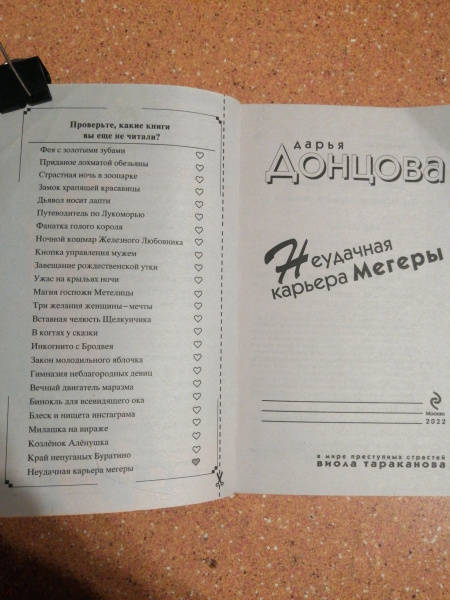 Проверьте, какие книги
вы еще не читали?
Фея с золотыми зубами
Приданое лохматой обезьяны
Страстная ночь в зоопарке
Замок храпящей красавицы
Дьявол носит лапти
Путеводитель по Лукоморью
Фанатка голого короля
Ночной кошмар Железного Любовника
Кнопка управления мужем
Завещание рождественской утки
Ужас на крыльях ночи
Магия госпожи Метелицы
Три желания женщины-мечты
Вставная челюсть Щелкунчика
В когтях у сказки
Инкогнито с Бродвея
Закон молодильного яблочка
Гимназия неблагородных девиц
Вечный двигатель маразма
Бинокль для всевидящего ока
Блеск и нищета инстаграма
Милашка на вираже
Козлёнок Алёнушка
Край непуганых Буратино
Неудачная карьера мегеры
дарья
ДОНЦОВА
Неудачная
карьера Мегеры
Москва
2022
в мире преступных страстей
ВИОЛА ТАРАКАНОВА